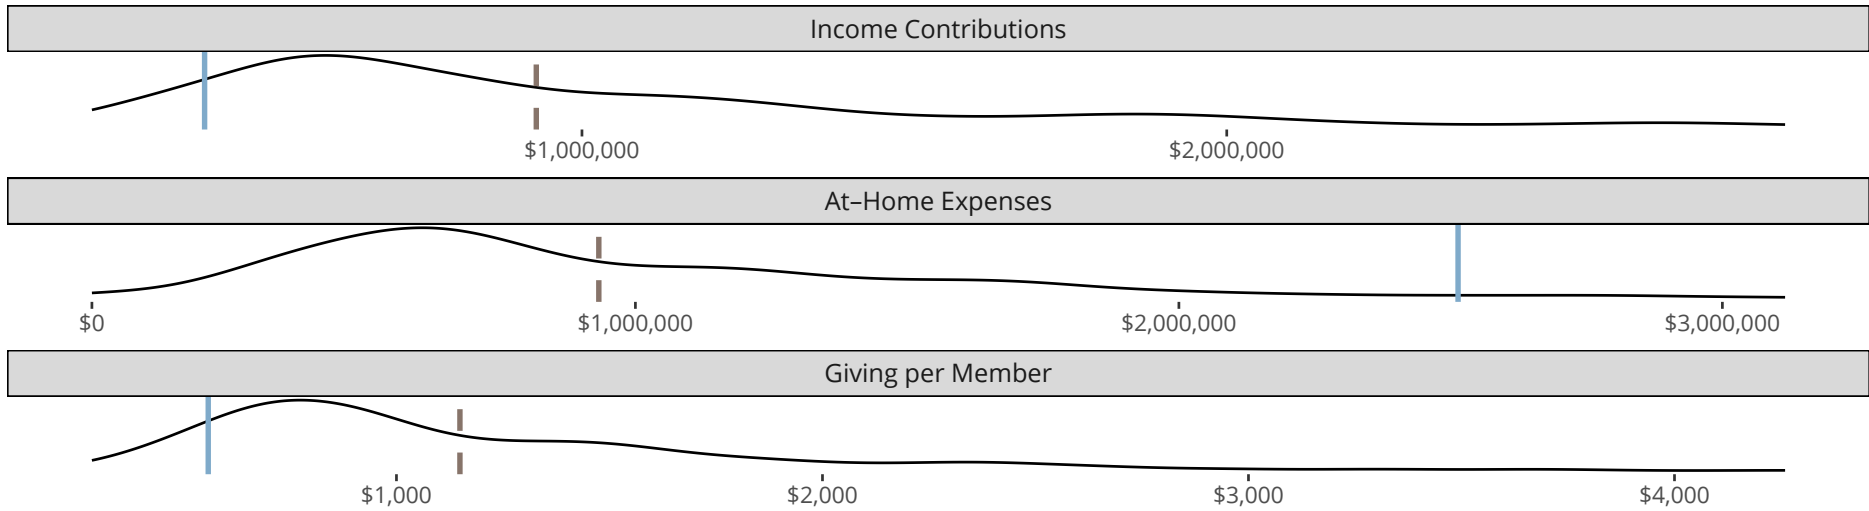 Income Contributions
$1,000,000 $2,000,000
At–Home Expenses
$0 $1,000,000 $2,000,000 $3,000,000
Giving per Member
$1,000 $2,000 $3,000 $4,000